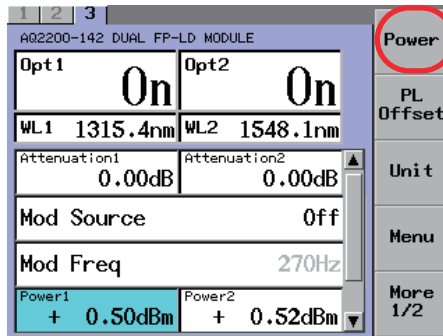 1 2 3
AQ2200-142 DUAL FP-LD MODULE
Opt1 On Opt2 On
WL1 1315.4nm WL2 1548.1nm
Attenuation1 Attenuation2
0.00dB 0.00dB
Mod Source Off
Mod Freq 270Hz
Power1 Power2
+ 0.50dBm + 0.52dBm
Power
PL
Offset
Unit
Menu
More
1/2